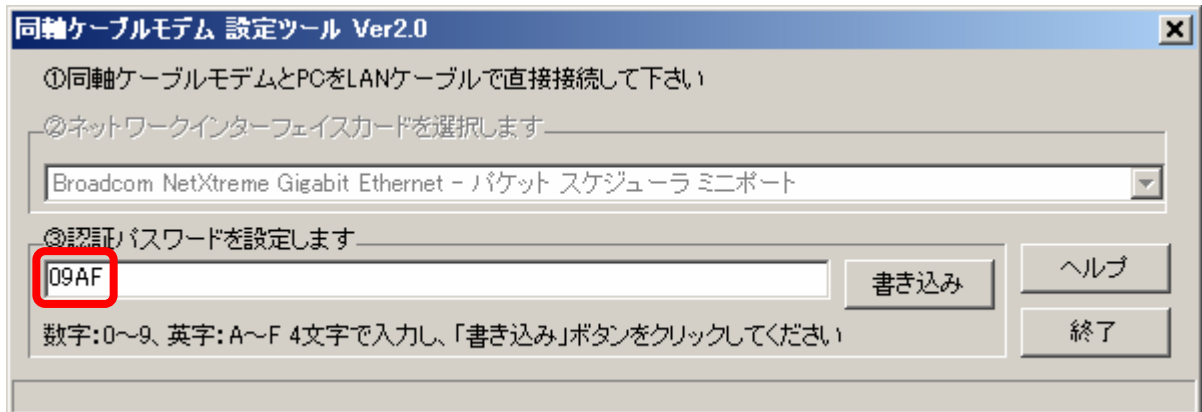 同軸ケーブルモデム 設定ツール Ver2.0
①同軸ケーブルモデムとPCをLANケーブルで直接接続して下さい
②ネットワークインターフェイスカードを選択します
Broadcom NetXtreme Gigabit Ethernet - パケット スケジューラ ミニポート
③認証パスワードを設定します
09AF
書き込み
ヘルプ
数字:0～9、英字:A～F 4文字で入力し、「書き込み」ボタンをクリックしてください
終了